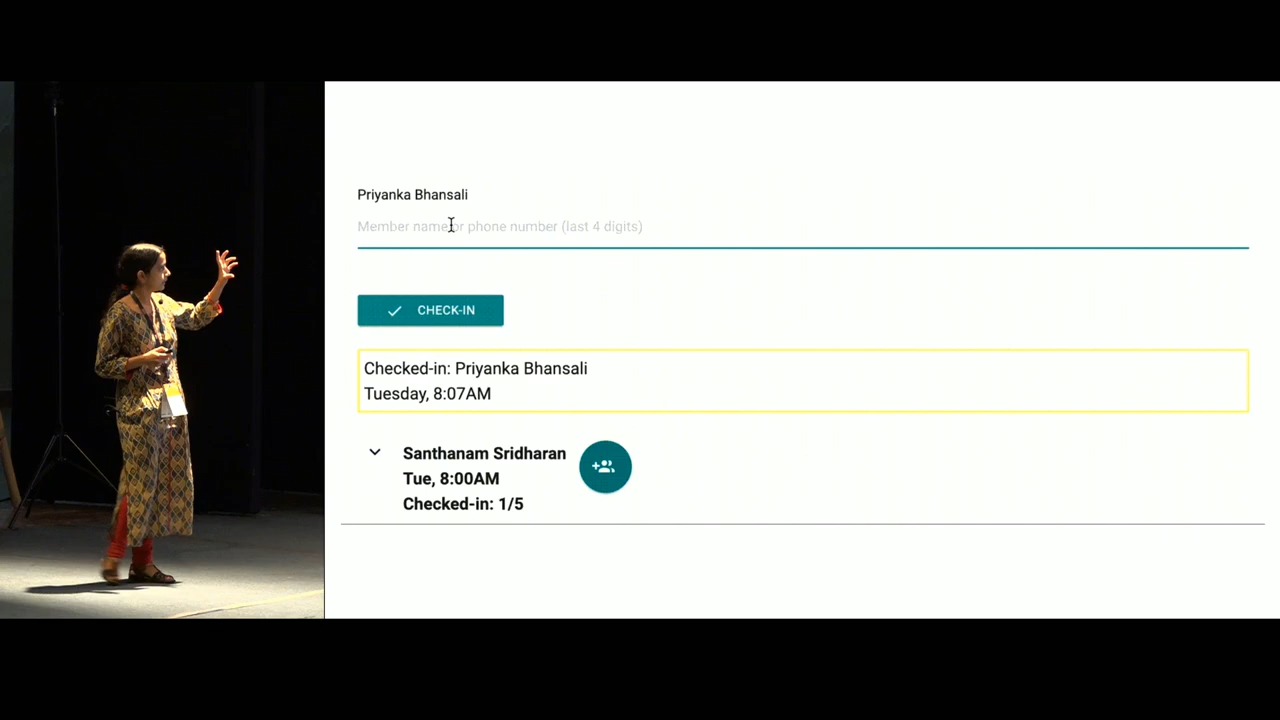 Priyanka Bhansali
Member name or phone number (last 4 digits)
CHECK-IN
Checked-in: Priyanka Bhansali
Tuesday, 8:07AM
Santhanam Sridharan
Tue, 8:00AM
Checked-in: 1/5